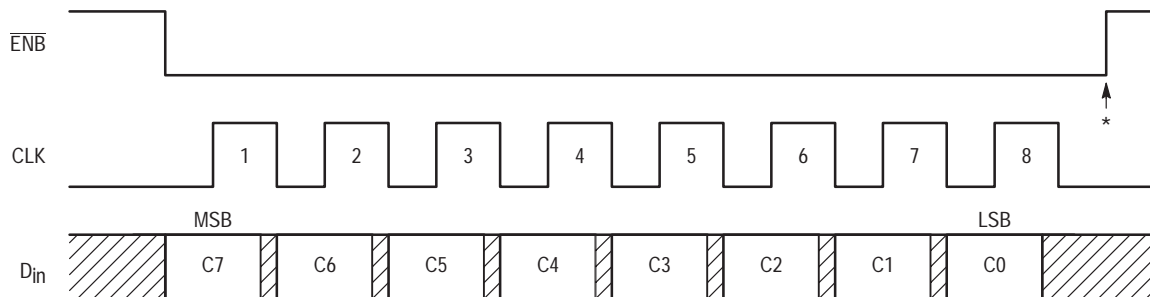 ENB
*
CLK 1 2 3 4 5 6 7 8
MSB LSB
Din C7 C6 C5 C4 C3 C2 C1 C0